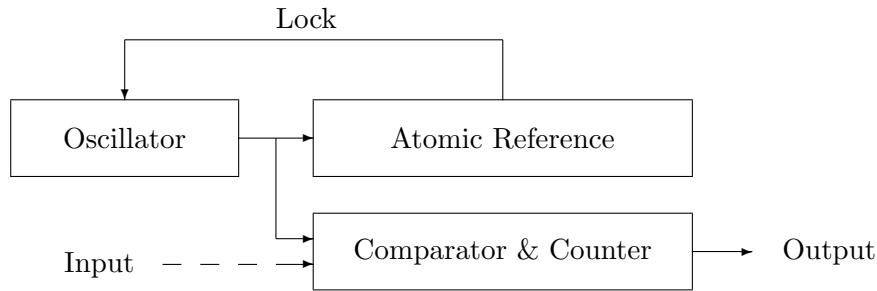 Lock
Oscillator
Atomic Reference
Comparator & Counter
Input
Output